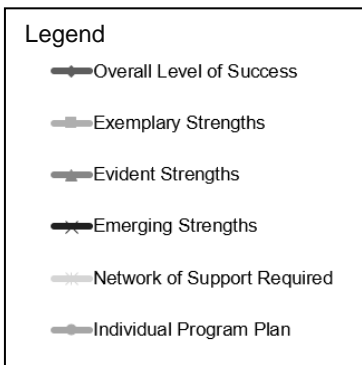 Legend
Overall Level of Success
Exemplary Strengths
Evident Strengths
Emerging Strengths
Network of Support Required
Individual Program Plan